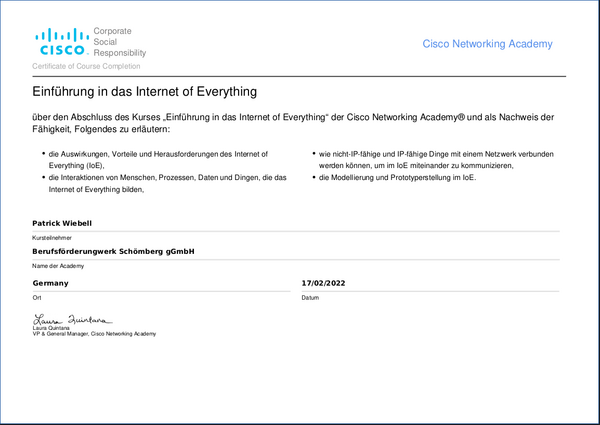 CISCO
Corporate
Social
Responsibility
Cisco Networking Academy
Certificate of Course Completion
Einführung in das Internet of Everything
über den Abschluss des Kurses „Einführung in das Internet of Everything“ der Cisco Networking Academy® und als Nachweis der
Fähigkeit, Folgendes zu erläutern:
• die Auswirkungen, Vorteile und Herausforderungen des Internet of
Everything (IoE),
• die Interaktionen von Menschen, Prozessen, Daten und Dingen, die das
Internet of Everything bilden,
• wie nicht-IP-fähige und IP-fähige Dinge mit einem Netzwerk verbunden
werden können, um im IoE miteinander zu kommunizieren,
• die Modellierung und Prototyperstellung im IoE.
Patrick Wiebell
Kursteilnehmer
Berufsförderungwerk Schömberg gGmbH
Name der Academy
Germany
Ort
17/02/2022
Datum
Laura Quintana
Laura Quintana
VP & General Manager, Cisco Networking Academy